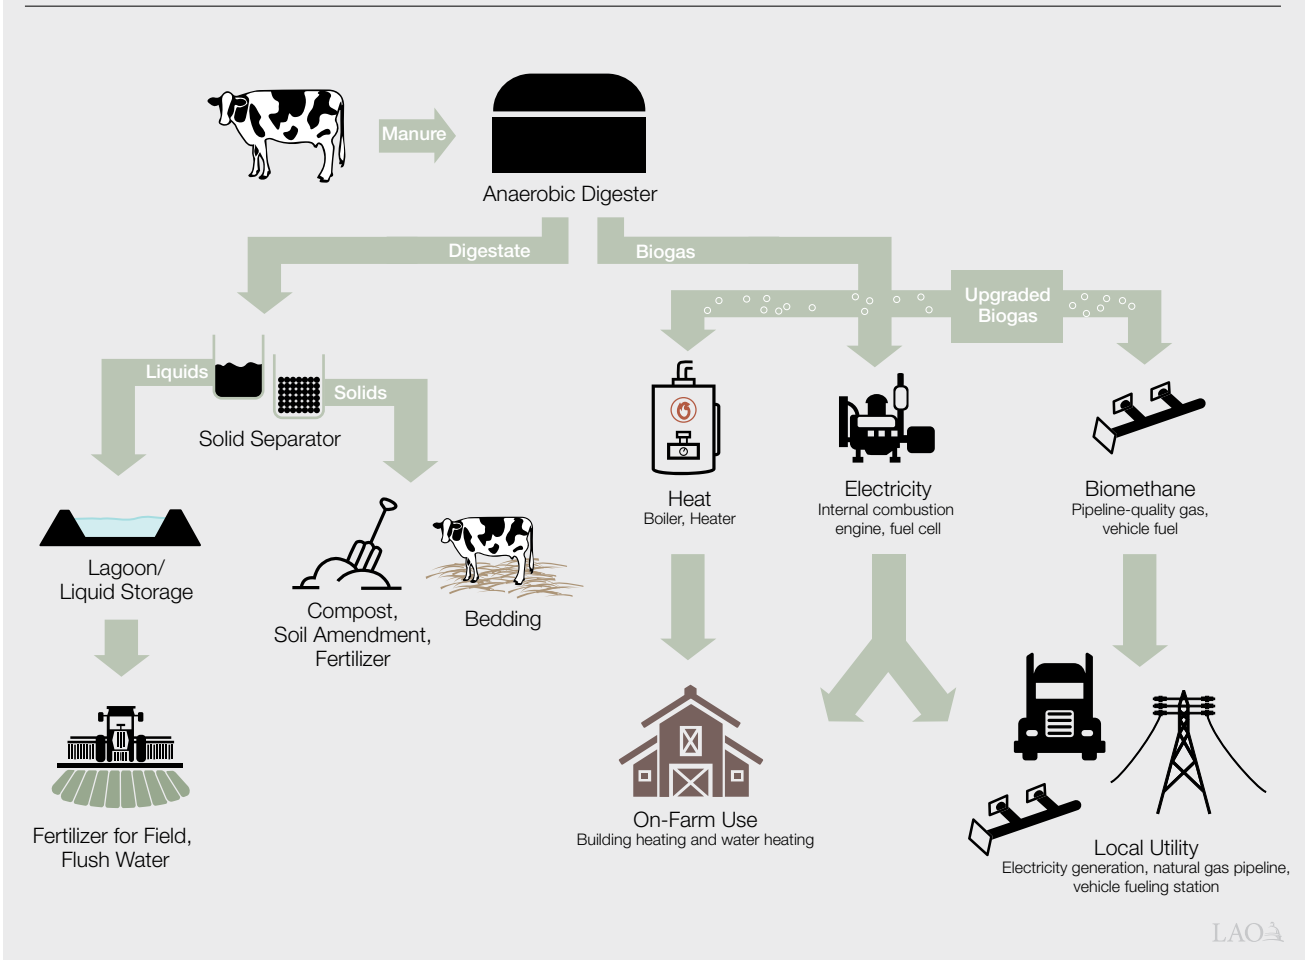 Manure
Anaerobic Digester
Digestate
Biogas
Upgraded
Biogas
Liquids
Solids
Solid Separator
Heat
Boiler, Heater
Electricity
Internal combustion
engine, fuel cell
Biomethane
Pipeline-quality gas,
vehicle fuel
Lagoon/
Liquid Storage
Compost,
Soil Amendment,
Fertilizer
Bedding
Fertilizer for Field,
Flush Water
On-Farm Use
Building heating and water heating
Local Utility
Electricity generation, natural gas pipeline,
vehicle fueling station
LAO